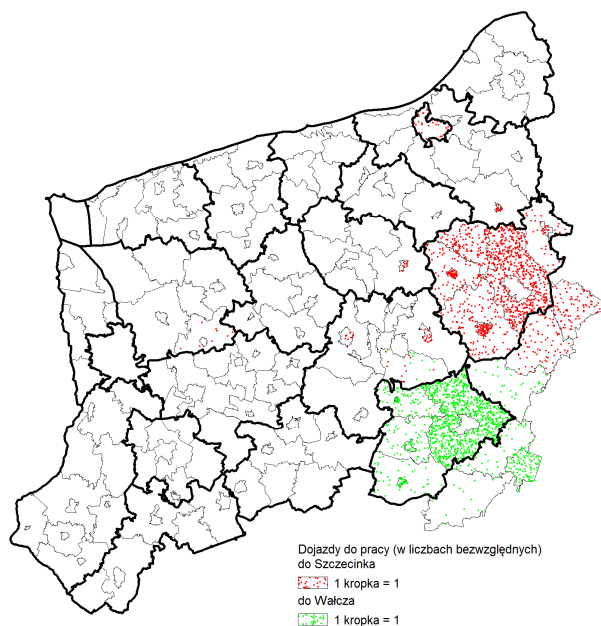 Dojazdy do pracy (w liczbach bezwzględnych)
do Szczecinka
1 kropka = 1
do Wałcza
1 kropka = 1